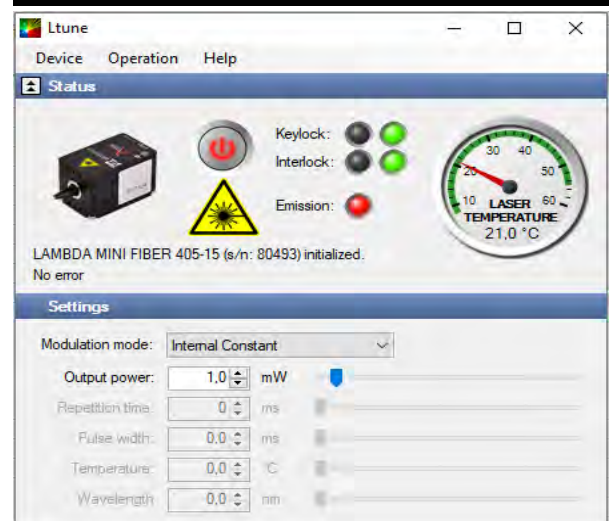 Ltune
Device Operation Help
Status
Keylock:
Interlock:
Emission:
10 20 30 40 50 60
LASER
TEMPERATURE
21,0 °C
LAMBDA MINI FIBER 405-15 (s/n: 80493) initialized.
No error
Settings
Modulation mode: Internal Constant
Output power: 1,0 mW
Repetition time: 0 ms
Pulse width: 0,0 ms
Temperature: 0,0 °C
Wavelength 0,0 nm